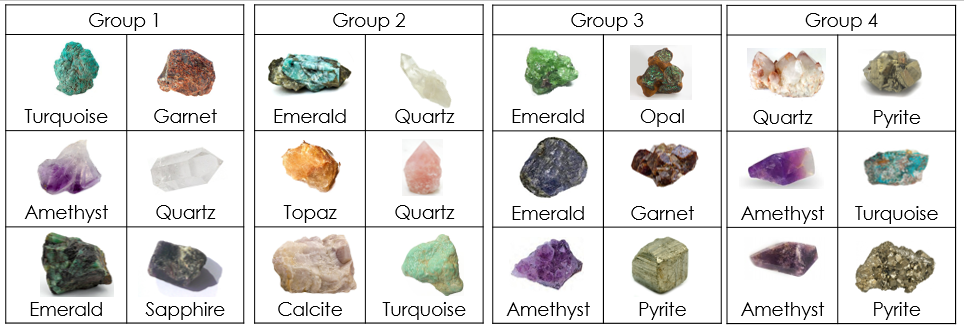 Group 1
Turquoise Garnet
Amethyst Quartz
Emerald Sapphire
Group 2
Emerald Quartz
Topaz Quartz
Calcite Turquoise
Group 3
Emerald Opal
Emerald Garnet
Amethyst Pyrite
Group 4
Quartz Pyrite
Amethyst Turquoise
Amethyst Pyrite